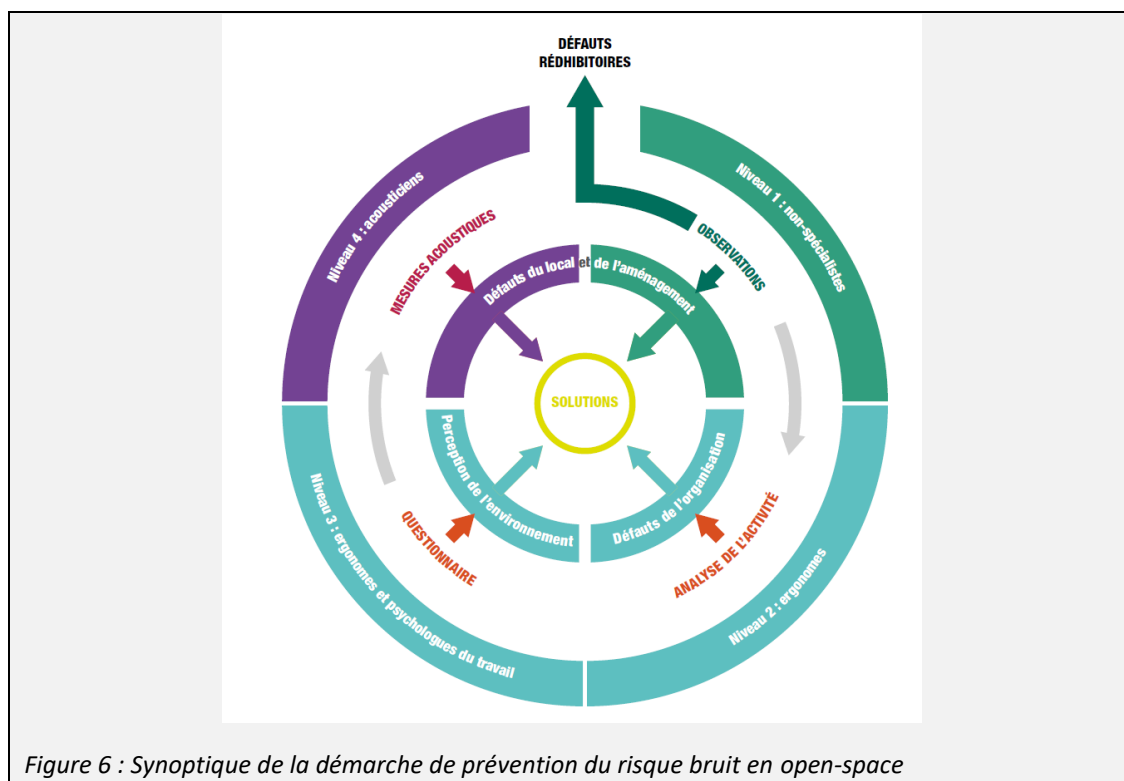 DÉFAUTS
RÉDHIBITOIRES
Niveau 4 : acousticiens
Niveau 1 : non-spécialistes
MESURES ACOUSTIQUES
OBSERVATIONS
Défauts du local et de l'aménagement
SOLUTIONS
Perception de l'environnement
Défauts de l'organisation
QUESTIONNAIRE
ANALYSE DE L'ACTIVITÉ
Niveau 3 : ergonomes et psychologues du travail
Niveau 2 : ergonomes
Figure 6 : Synoptique de la démarche de prévention du risque bruit en open-space